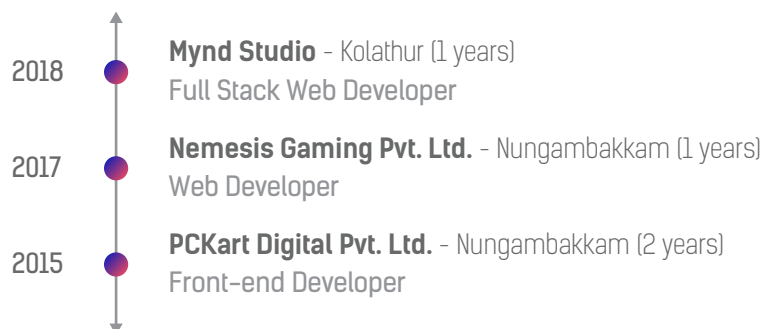 2018
Mynd Studio - Kolathur (1 years)
Full Stack Web Developer
2017
Nemesis Gaming Pvt. Ltd. - Nungambakkam (1 years)
Web Developer
2015
PCKart Digital Pvt. Ltd. - Nungambakkam (2 years)
Front-end Developer